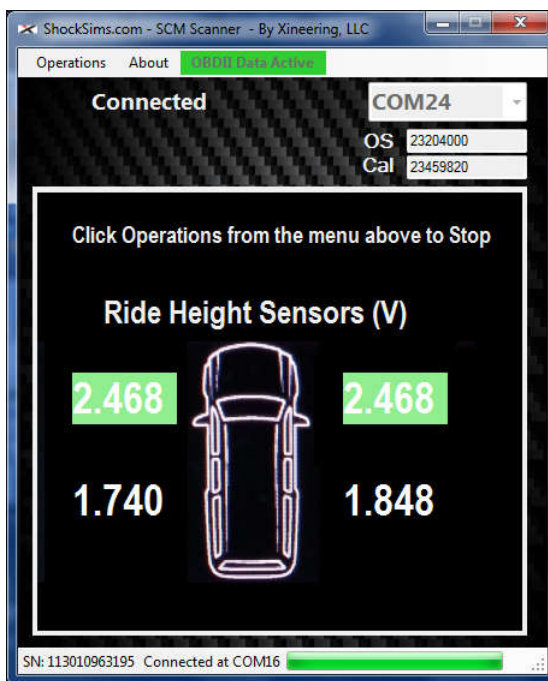 ShockSims.com - SCM Scanner - By Xineering, LLC
Operations About OBDII Data Active
Connected COM24
OS 23204000
Cal 23459820
Click Operations from the menu above to Stop
Ride Height Sensors (V)
2.468 2.468
1.740 1.848
SN: 113010963195 Connected at COM16